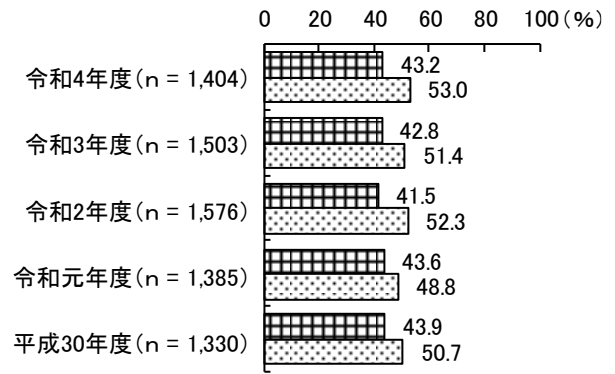 0 20 40 60 80 100(%)
令和4年度(n = 1,404) 43.2
53.0
令和3年度(n = 1,503) 42.8
51.4
令和2年度(n = 1,576) 41.5
52.3
令和元年度(n = 1,385) 43.6
48.8
平成30年度(n = 1,330) 43.9
50.7